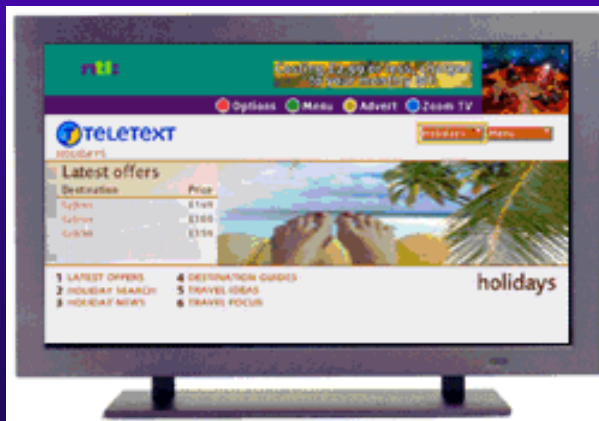 ntl:
Options Menu Advert Zoom TV
TELETEXT
Holidays Menu
HOLIDAYS
Latest offers
Destination Price
1 LATEST OFFERS 4 DESTINATION GUIDES
2 HOLIDAY SEARCH 5 TRAVEL IDEAS
3 HOLIDAY NEWS 6 TRAVEL FOCUS
holidays